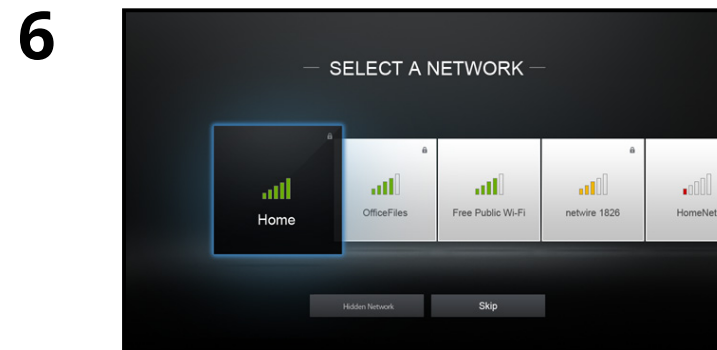 6
SELECT A NETWORK
Home
OfficeFiles
Free Public Wi-Fi
netwire 1826
HomeNet
Hidden Network
Skip